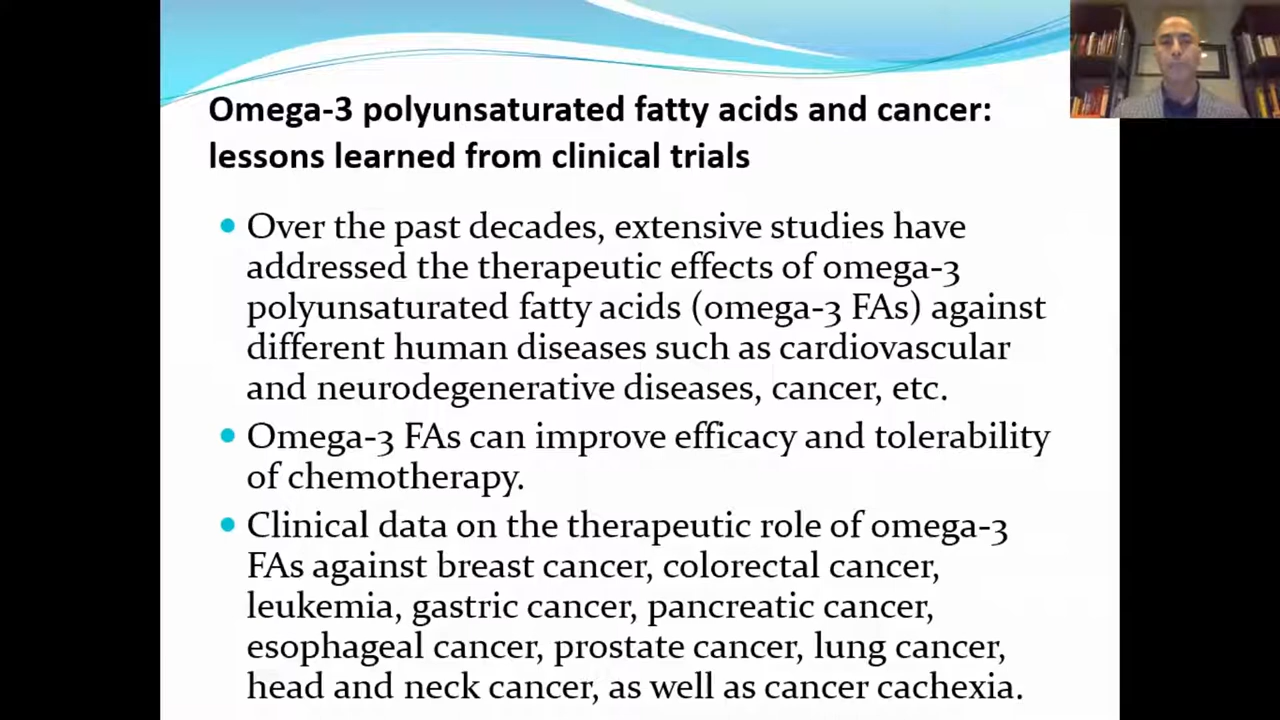 Omega-3 polyunsaturated fatty acids and cancer:
lessons learned from clinical trials
• Over the past decades, extensive studies have
addressed the therapeutic effects of omega-3
polyunsaturated fatty acids (omega-3 FAs) against
different human diseases such as cardiovascular
and neurodegenerative diseases, cancer, etc.
• Omega-3 FAs can improve efficacy and tolerability
of chemotherapy.
• Clinical data on the therapeutic role of omega-3
FAs against breast cancer, colorectal cancer,
leukemia, gastric cancer, pancreatic cancer,
esophageal cancer, prostate cancer, lung cancer,
head and neck cancer, as well as cancer cachexia.